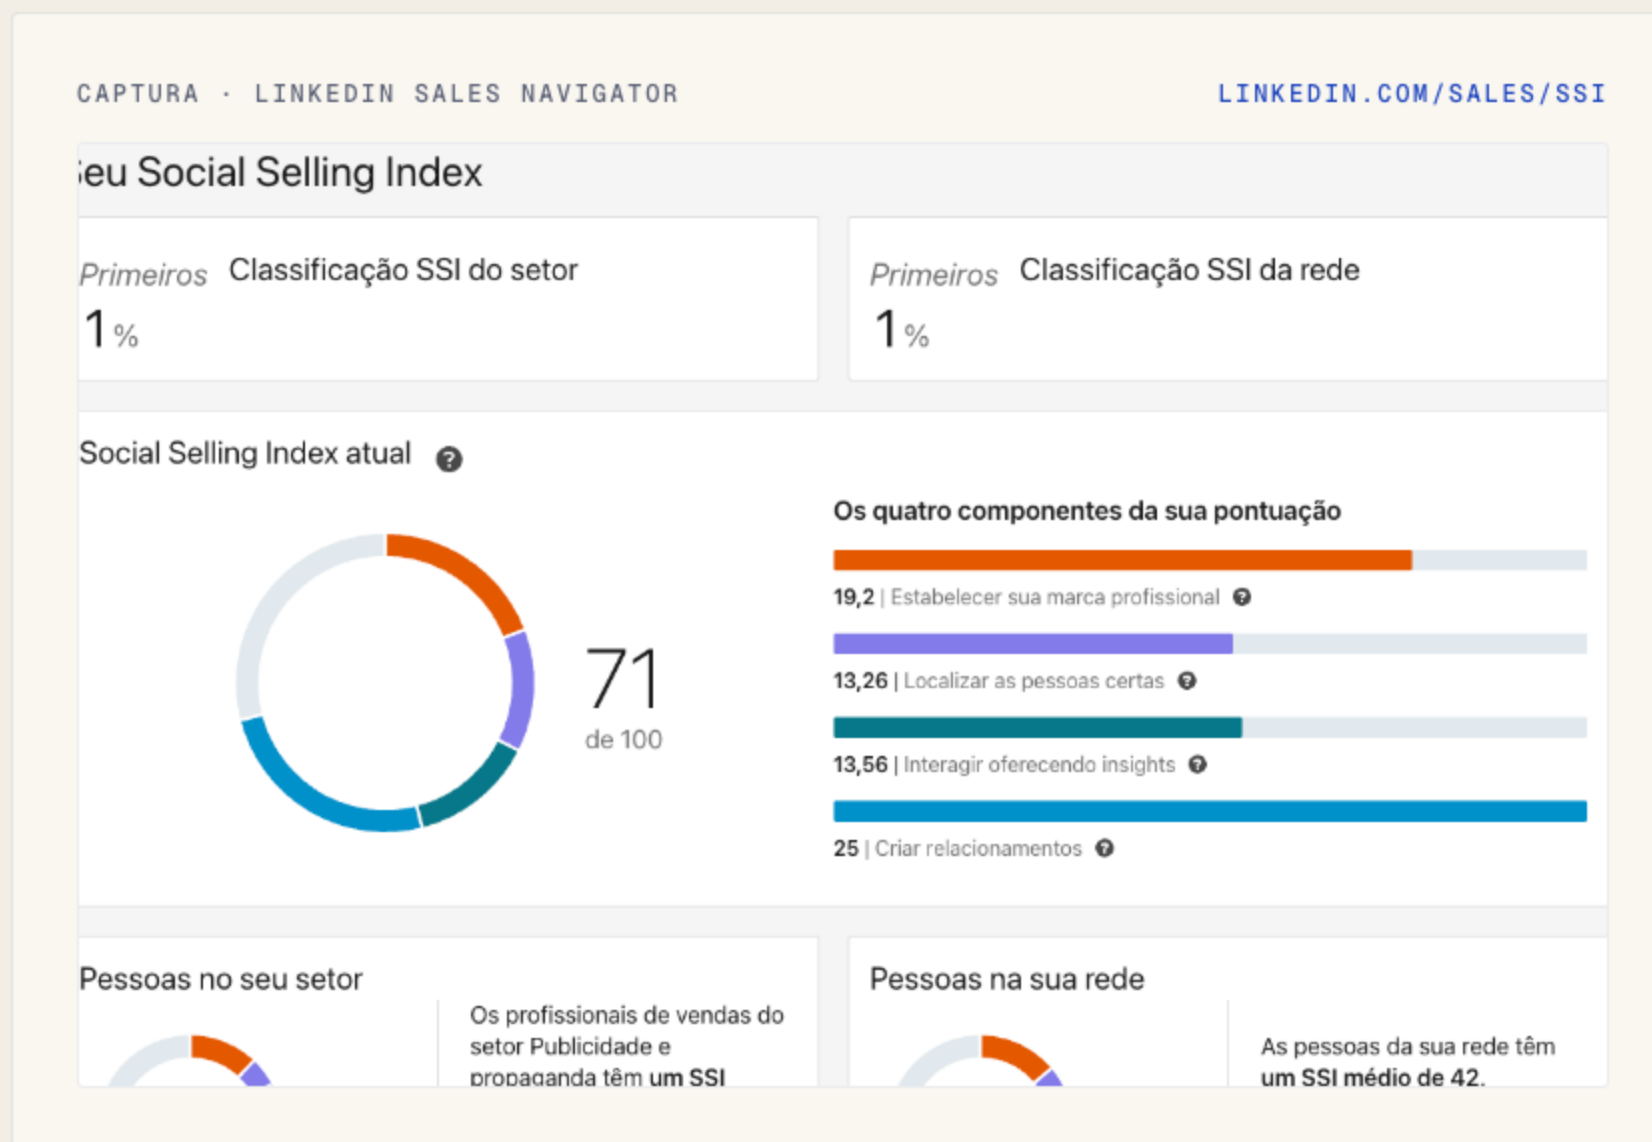 CAPTURA · LINKEDIN SALES NAVIGATOR
LINKEDIN.COM/SALES/SSI
Seu Social Selling Index
Primeiros
1%
Classificação SSI do setor
Primeiros
1%
Classificação SSI da rede
Social Selling Index atual ?
71
de 100
Os quatro componentes da sua pontuação
19,2 | Estabelecer sua marca profissional ?
13,26 | Localizar as pessoas certas ?
13,56 | Interagir oferecendo insights ?
25 | Criar relacionamentos ?
Pessoas no seu setor
Os profissionais de vendas do
setor Publicidade e
propaganda têm um SSI
Pessoas na sua rede
As pessoas da sua rede têm
um SSI médio de 42.